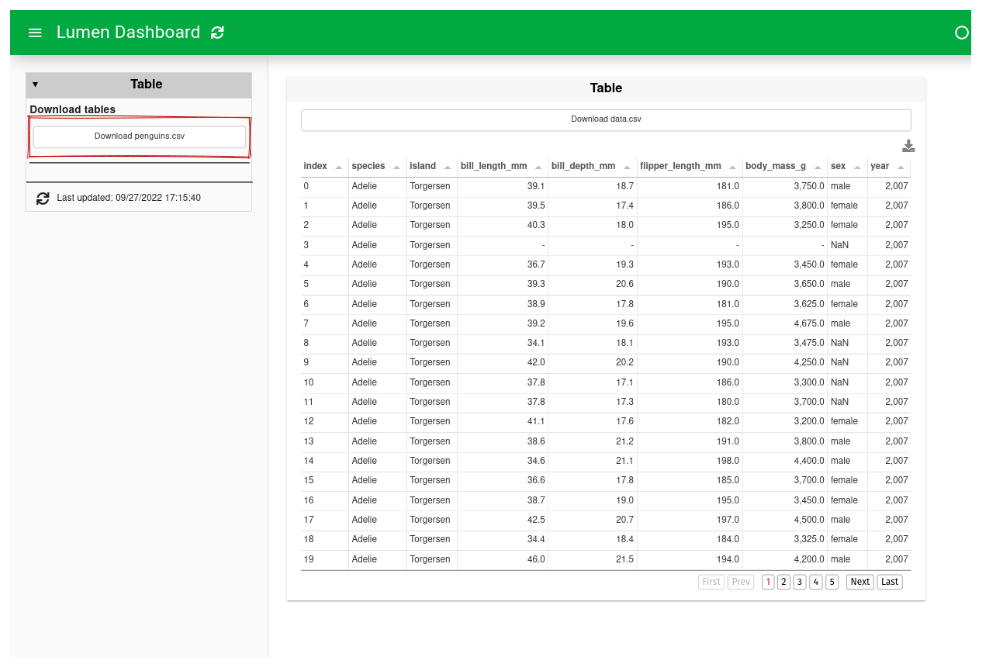 Lumen Dashboard
Table
Download tables
Download penguins.csv
Last updated: 09/27/2022 17:15:40
Table
Download data.csv
index species island bill_length_mm bill_depth_mm flipper_length_mm body_mass_g sex year
0 Adelie Torgersen 39.1 18.7 181.0 3,750.0 male 2,007
1 Adelie Torgersen 39.5 17.4 186.0 3,800.0 female 2,007
2 Adelie Torgersen 40.3 18.0 195.0 3,250.0 female 2,007
3 Adelie Torgersen - - - - NaN 2,007
4 Adelie Torgersen 36.7 19.3 193.0 3,450.0 female 2,007
5 Adelie Torgersen 39.3 20.6 190.0 3,650.0 male 2,007
6 Adelie Torgersen 38.9 17.8 181.0 3,625.0 female 2,007
7 Adelie Torgersen 39.2 19.6 195.0 4,675.0 male 2,007
8 Adelie Torgersen 34.1 18.1 193.0 3,475.0 NaN 2,007
9 Adelie Torgersen 42.0 20.2 190.0 4,250.0 NaN 2,007
10 Adelie Torgersen 37.8 17.1 186.0 3,300.0 NaN 2,007
11 Adelie Torgersen 37.8 17.3 180.0 3,700.0 NaN 2,007
12 Adelie Torgersen 41.1 17.6 182.0 3,200.0 female 2,007
13 Adelie Torgersen 38.6 21.2 191.0 3,800.0 male 2,007
14 Adelie Torgersen 34.6 21.1 198.0 4,400.0 male 2,007
15 Adelie Torgersen 36.6 17.8 185.0 3,700.0 female 2,007
16 Adelie Torgersen 38.7 19.0 195.0 3,450.0 female 2,007
17 Adelie Torgersen 42.5 20.7 197.0 4,500.0 male 2,007
18 Adelie Torgersen 34.4 18.4 184.0 3,325.0 female 2,007
19 Adelie Torgersen 46.0 21.5 194.0 4,200.0 male 2,007
First Prev 1 2 3 4 5 Next Last